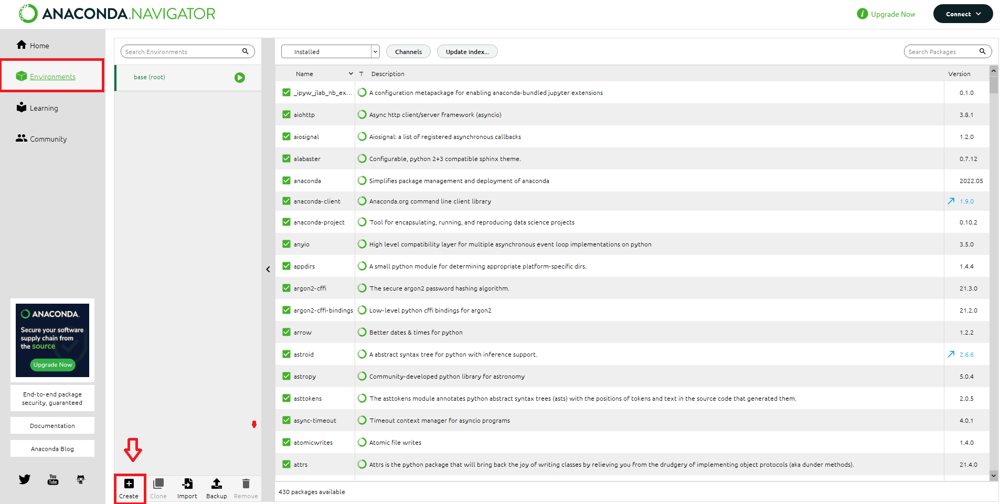 ANACONDA.NAVIGATOR
i Upgrade Now
Connect
Home
Environments
Learning
Community
ANACONDA.
Secure your software
supply chain from
the source
Upgrade Now
End-to-end package
security, guaranteed
Documentation
Anaconda Blog
You
Tube
Search Environments
base (root)
Create
Clone
Import
Backup
Remove
Installed
Channels
Update index...
Search Packages
Name T Description Version
_ipyw_jlab_nb_ex... A configuration metapackage for enabling anaconda-bundled jupyter extensions 0.1.0
aiohttp Async http client/server framework (asyncio) 3.8.1
aiosignal Aiosignal: a list of registered asynchronous callbacks 1.2.0
alabaster Configurable, python 2+3 compatible sphinx theme. 0.7.12
anaconda Simplifies package management and deployment of anaconda 2022.05
anaconda-client Anaconda.org command line client library 1.9.0
anaconda-project Tool for encapsulating, running, and reproducing data science projects 0.10.2
anyio High level compatibility layer for multiple asynchronous event loop implementations on python 3.5.0
appdirs A small python module for determining appropriate platform-specific dirs. 1.4.4
argon2-cffi The secure argon2 password hashing algorithm. 21.3.0
argon2-cffi-bindings Low-level python cffi bindings for argon2 21.2.0
arrow Better dates & times for python 1.2.2
astroid A abstract syntax tree for python with inference support. 2.6.6
astropy Community-developed python library for astronomy 5.0.4
asttokens The asttokens module annotates python abstract syntax trees (asts) with the positions of tokens and text in the source code that generated them. 2.0.5
async-timeout Timeout context manager for asyncio programs 4.0.1
atomicwrites Atomic file writes 1.4.0
attrs Attrs is the python package that will bring back the joy of writing classes by relieving you from the drudgery of implementing object protocols (aka dunder methods). 21.4.0
430 packages available